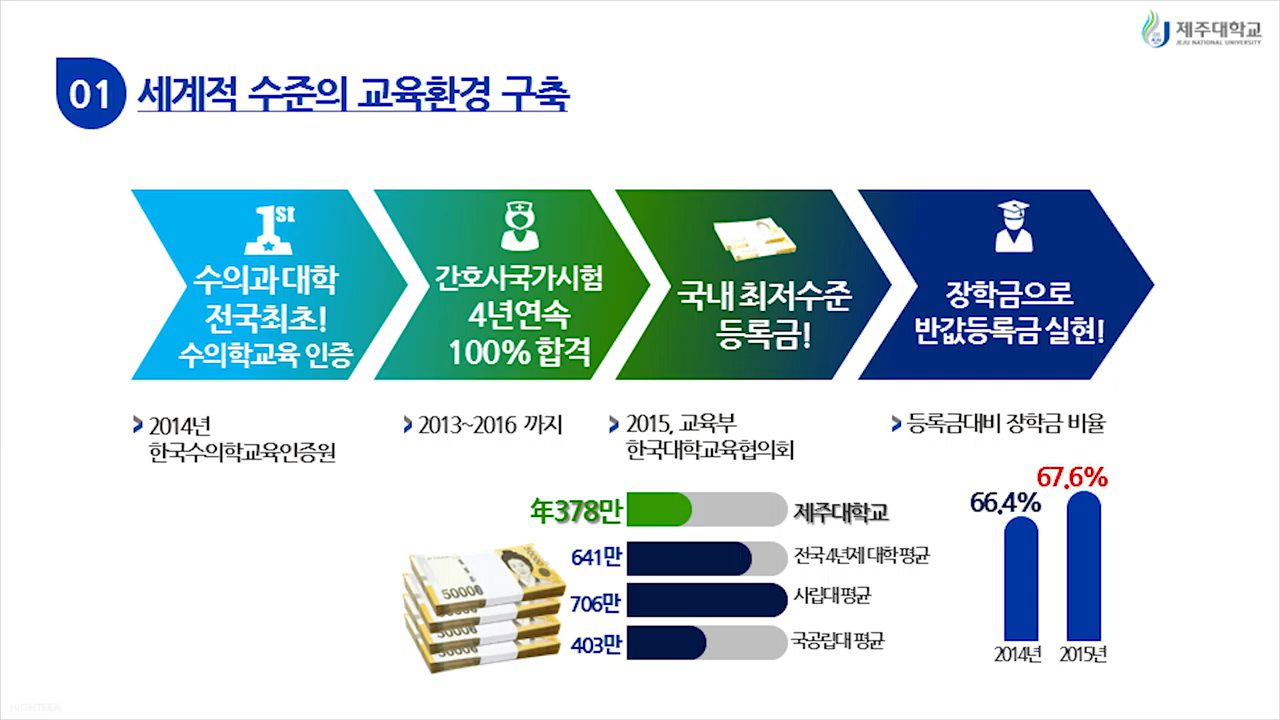 제주대학교
JEJU NATIONAL UNIVERSITY
01 세계적 수준의 교육환경 구축
1st
수의과 대학
전국최초!
수의학교육 인증
간호사국가시험
4년연속
100% 합격
국내 최저수준
등록금!
장학금으로
반값등록금 실현!
2014년
한국수의학교육인증원
2013~2016 까지
2015, 교육부
한국대학교육협의회
등록금대비 장학금 비율
年378만 제주대학교
641만 전국 4년제 대학 평균
706만 사립대 평균
403만 국공립대 평균
50000
50000
50000
50000
67.6%
66.4%
2014년 2015년
HIGHTEEN